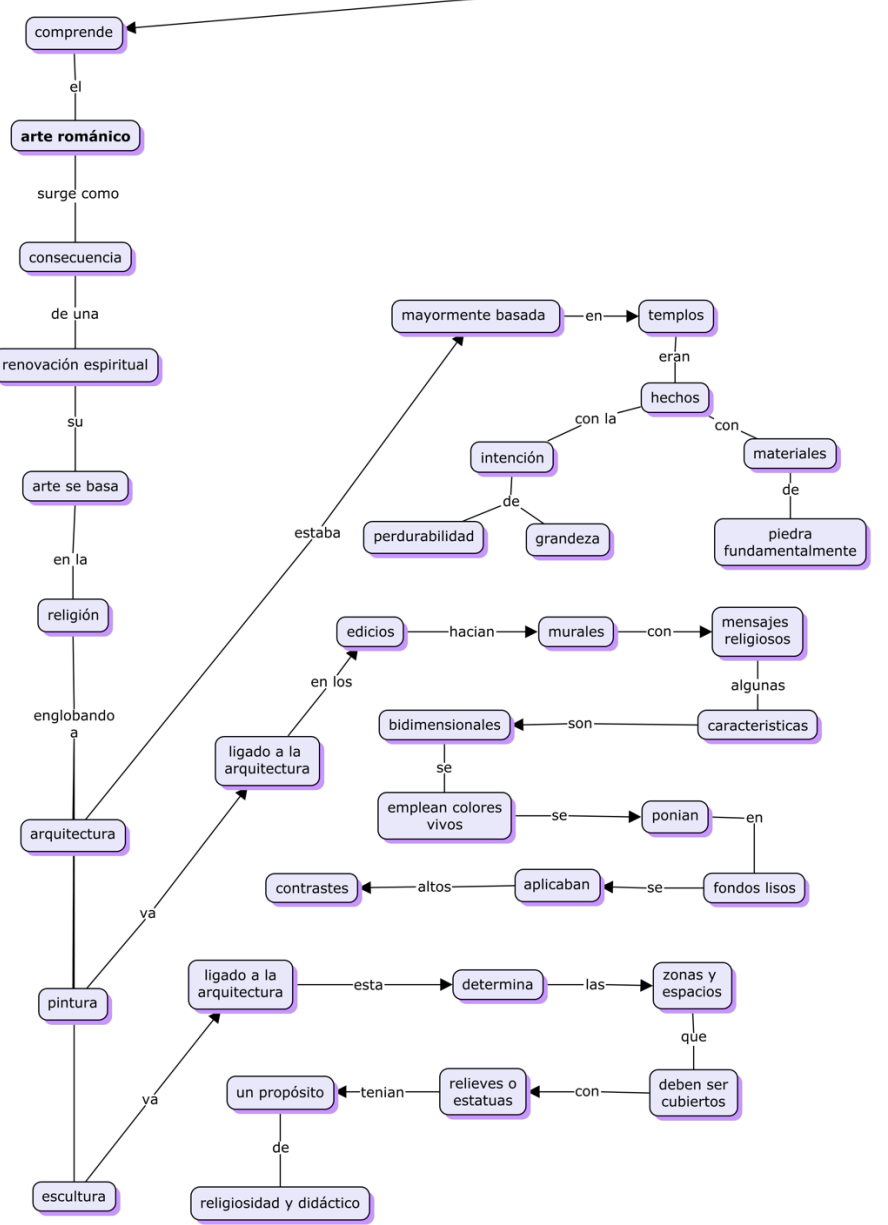 comprende
el
arte románico
surge como
consecuencia
de una
renovación espiritual
su
arte se basa
en la
religión
englobando
a
arquitectura
estaba
mayormente basada
en
templos
eran
hechos
con la
intención
de
perdurabilidad
grandeza
con
materiales
de
piedra
fundamentalmente
pintura
va
ligado a la
arquitectura
en los
edicios
hacian
murales
con
mensajes
religiosos
algunas
caracteristicas
son
bidimensionales
se
emplean colores
vivos
se
ponian
en
fondos lisos
se
aplicaban
altos
contrastes
escultura
va
ligado a la
arquitectura
esta
determina
las
zonas y
espacios
que
deben ser
cubiertos
con
relieves o
estatuas
tenian
un propósito
de
religiosidad y didáctico